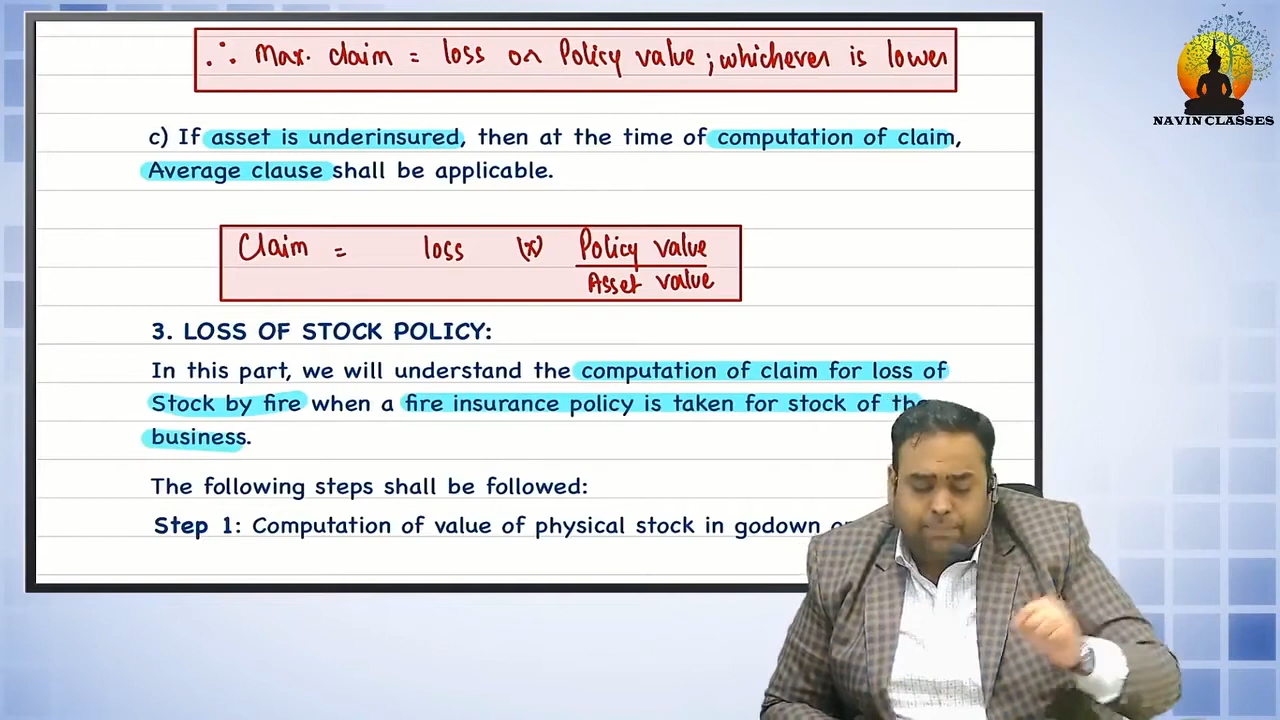 ∴ Max. claim = loss or Policy value ; whichever is lower
NAVIN CLASSES
c) If asset is underinsured, then at the time of computation of claim,
Average clause shall be applicable.
Claim = loss (x) Policy value
Asset value
3. LOSS OF STOCK POLICY:
In this part, we will understand the computation of claim for loss of
Stock by fire when a fire insurance policy is taken for stock of the
business.
The following steps shall be followed:
Step 1: Computation of value of physical stock in godown